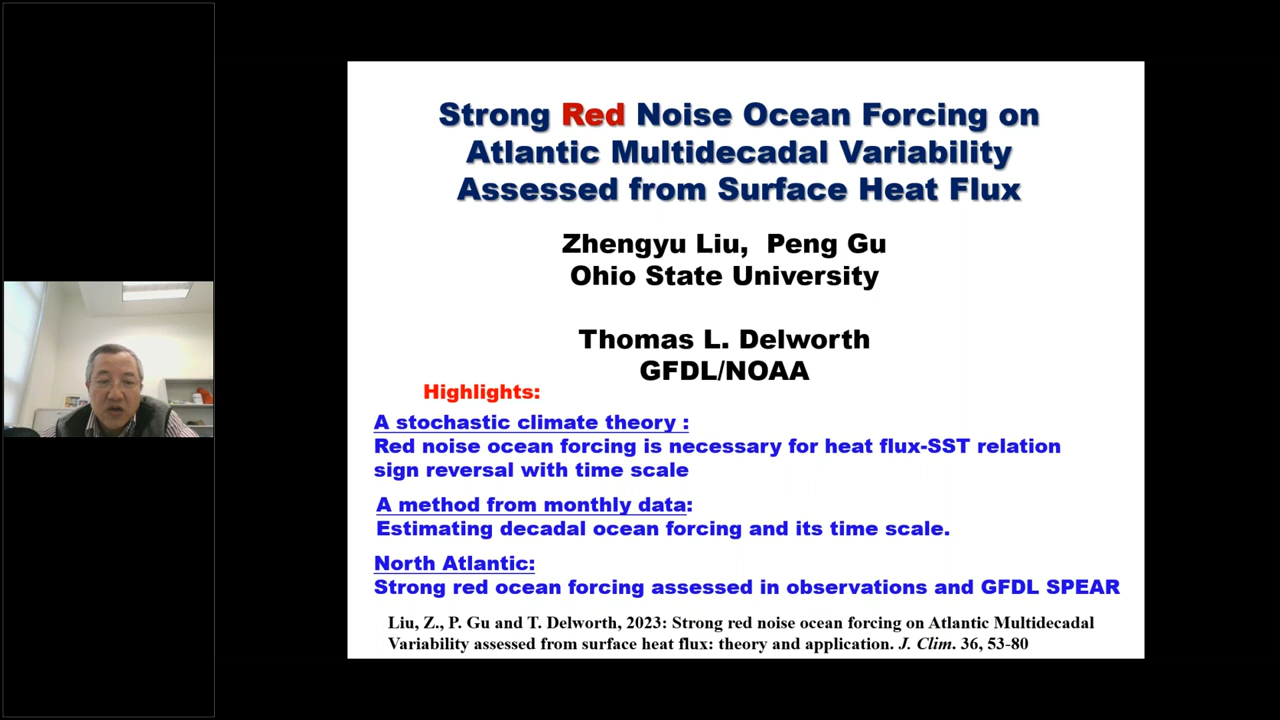 Strong Red Noise Ocean Forcing on
Atlantic Multidecadal Variability
Assessed from Surface Heat Flux
Zhengyu Liu, Peng Gu
Ohio State University
Thomas L. Delworth
GFDL/NOAA
Highlights:
A stochastic climate theory :
Red noise ocean forcing is necessary for heat flux-SST relation
sign reversal with time scale
A method from monthly data:
Estimating decadal ocean forcing and its time scale.
North Atlantic:
Strong red ocean forcing assessed in observations and GFDL SPEAR
Liu, Z., P. Gu and T. Delworth, 2023: Strong red noise ocean forcing on Atlantic Multidecadal
Variability assessed from surface heat flux: theory and application. J. Clim. 36, 53-80